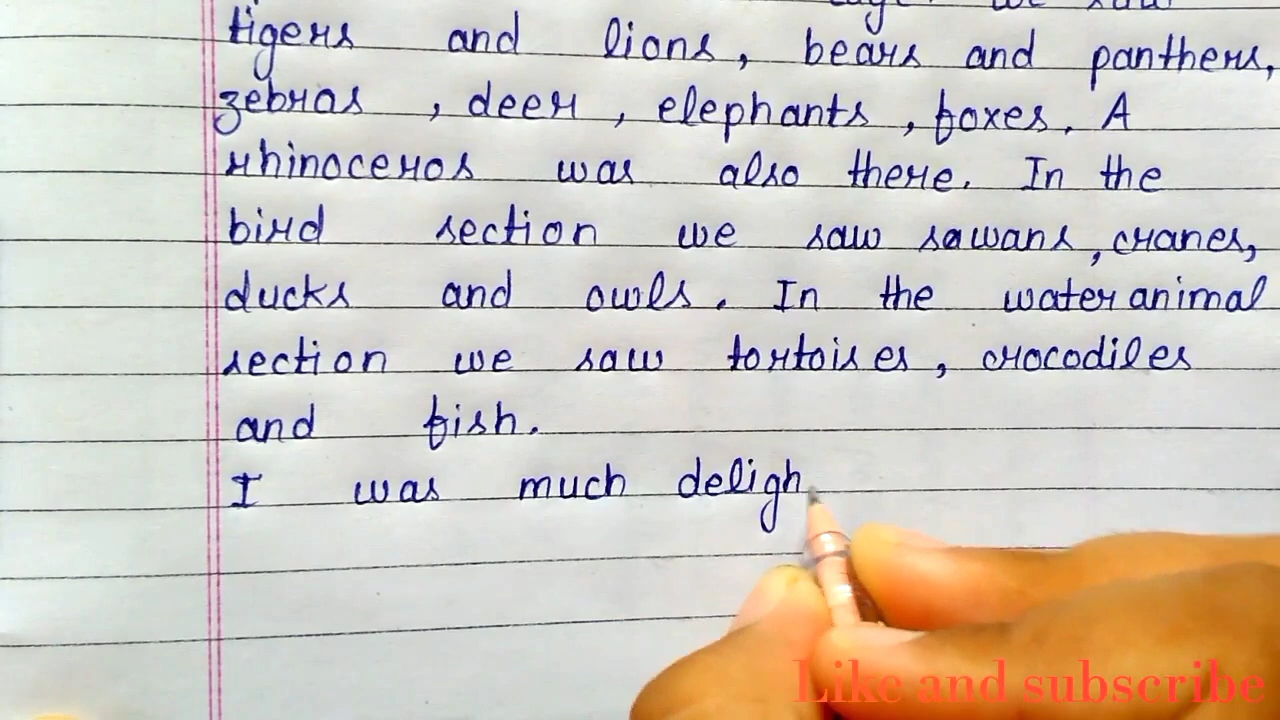 we saw
tigers and lions, bears and panthers,
zebras , deer , elephants , foxes. A
rhinoceros was also there. In the
bird section we saw sawans , cranes,
ducks and owls. In the water animal
section we saw tortoises , crocodiles
and fish.
I was much deligh
Like and subscribe